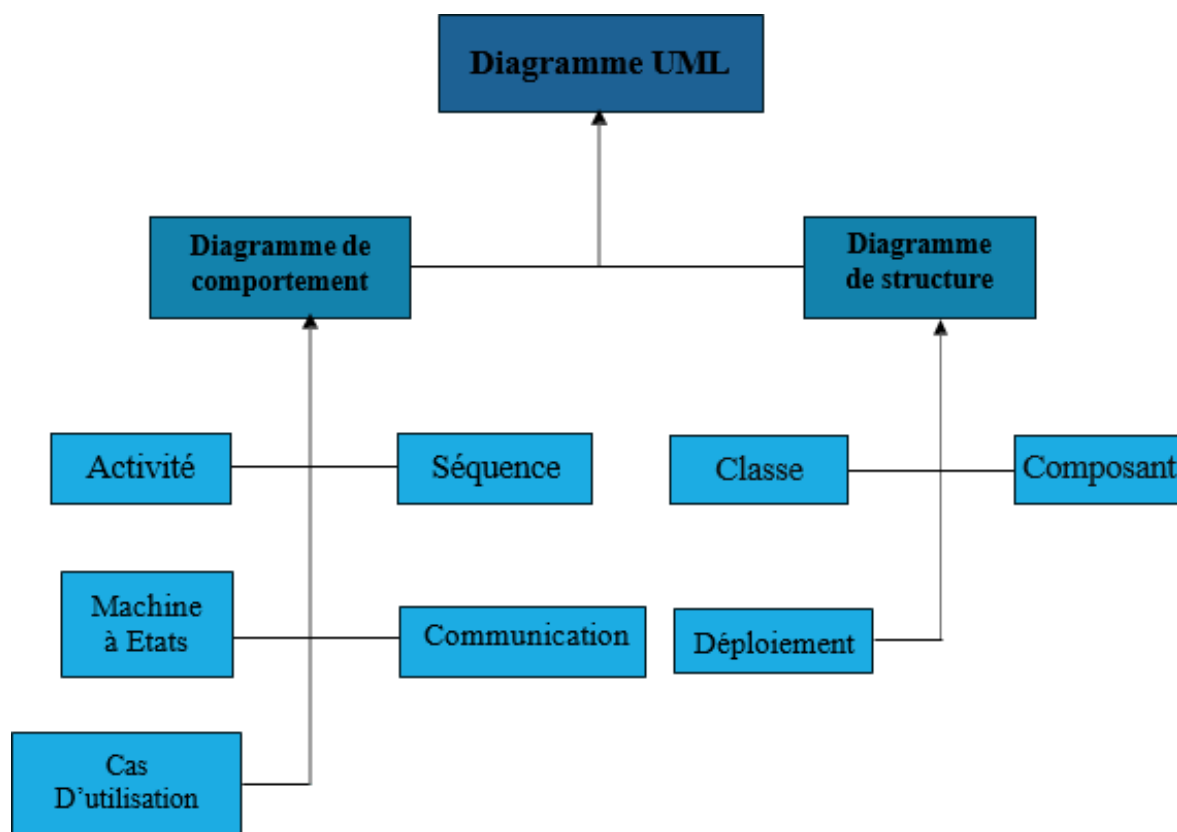 Diagramme UML
Diagramme de
comportement
Diagramme
de structure
Activité
Séquence
Classe
Composant
Machine
à Etats
Communication
Déploiement
Cas
D’utilisation